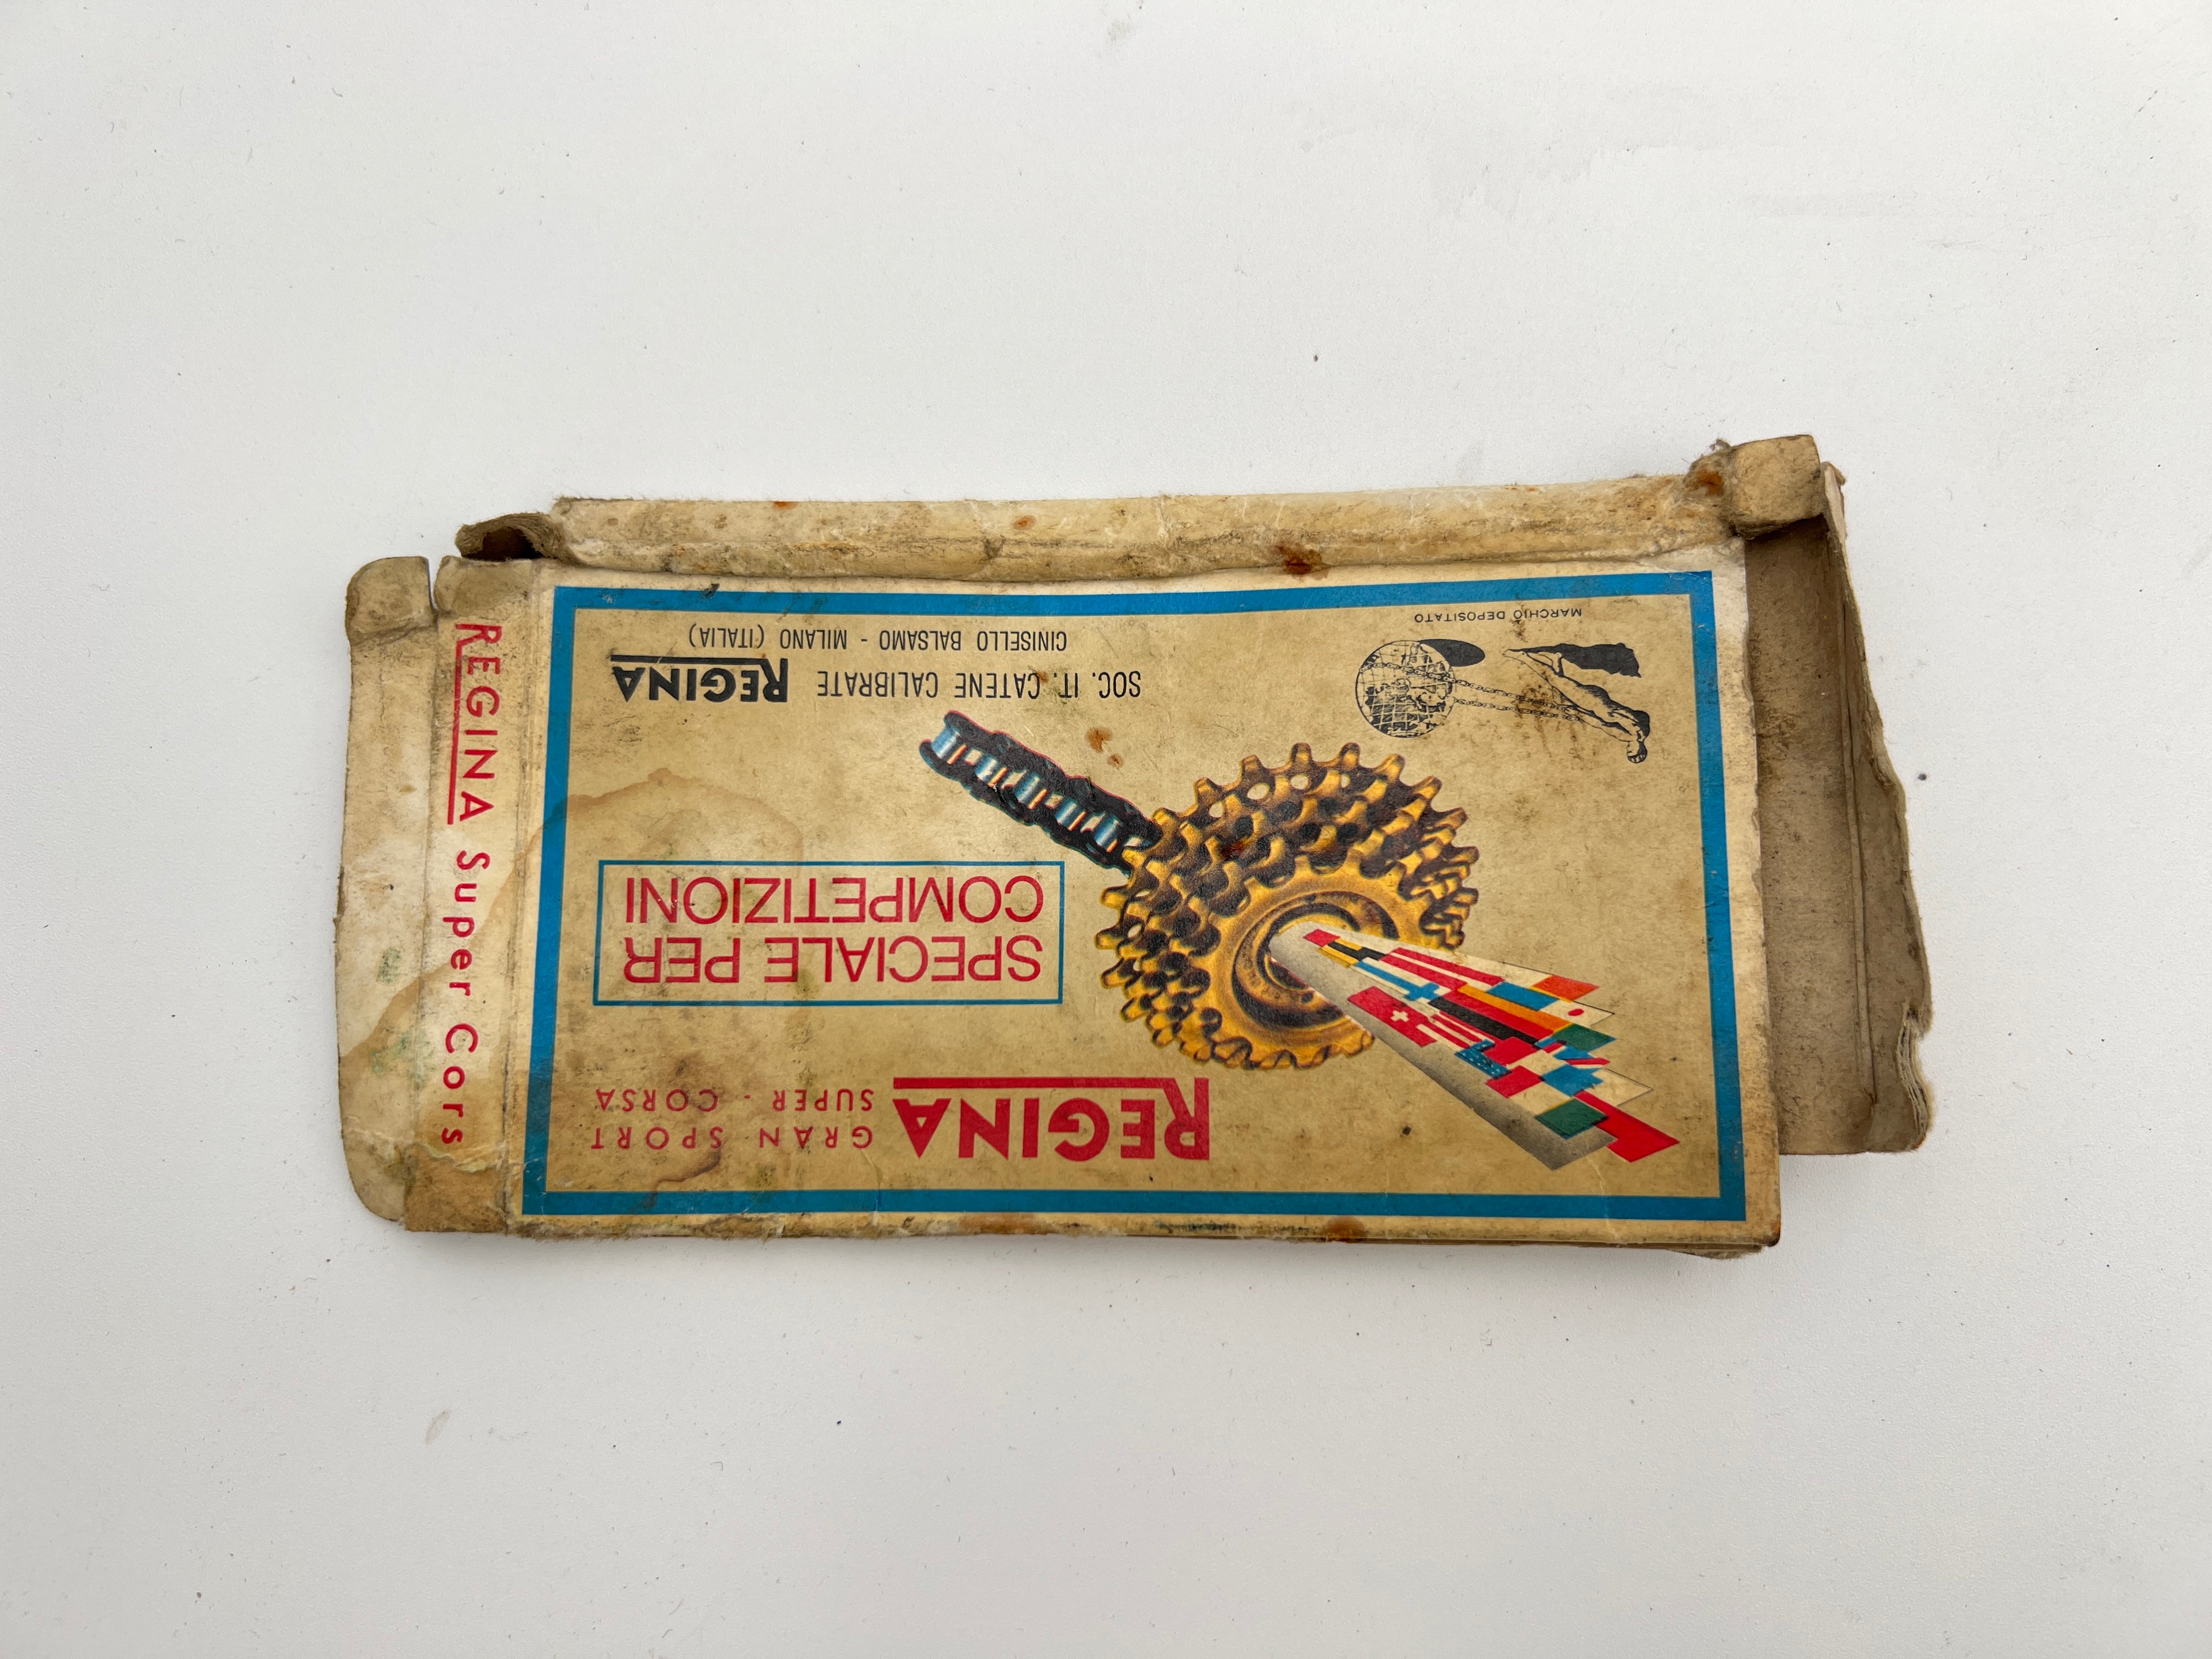 REGINA GRAN SPORT
SUPER - CORSA
SPECIALE PER
COMPETIZIONI
SOC. IT. CATENE CALIBRATE REGINA
CINISELLO BALSAMO - MILANO (ITALIA)
MARCHIO DEPOSITATO
REGINA Super Cors